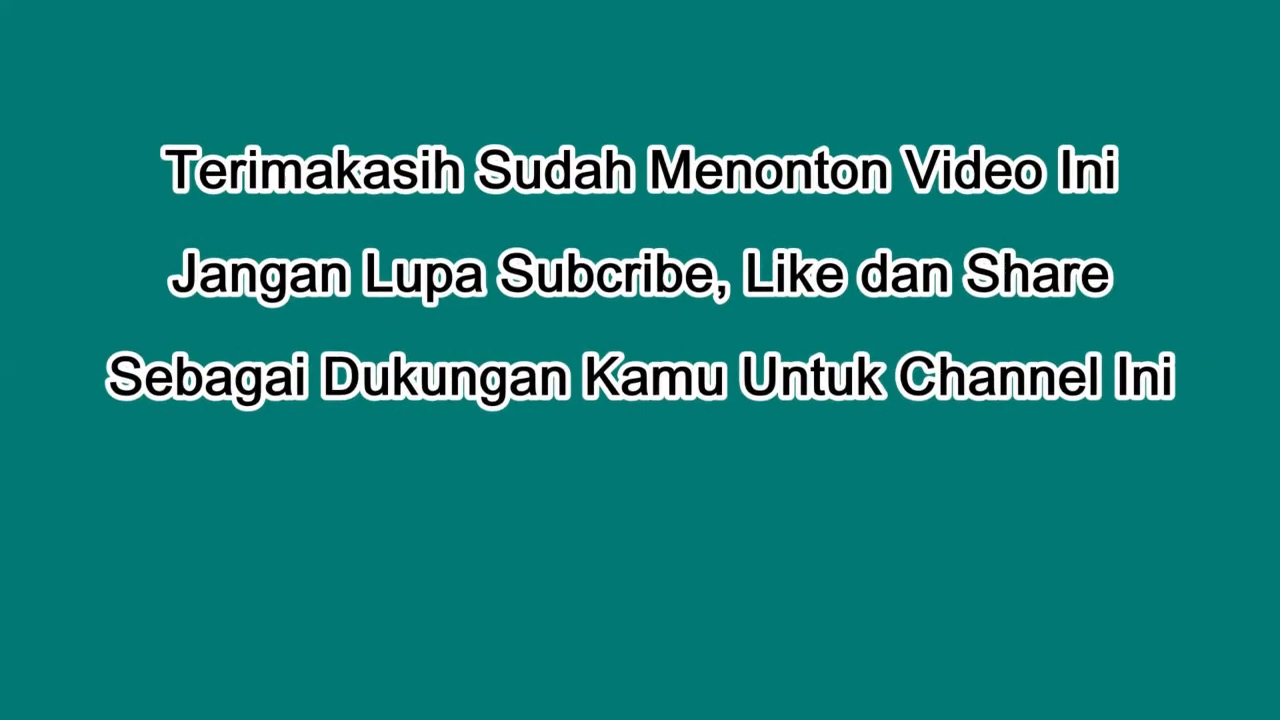 Terimakasih Sudah Menonton Video Ini
Jangan Lupa Subcribe, Like dan Share
Sebagai Dukungan Kamu Untuk Channel Ini